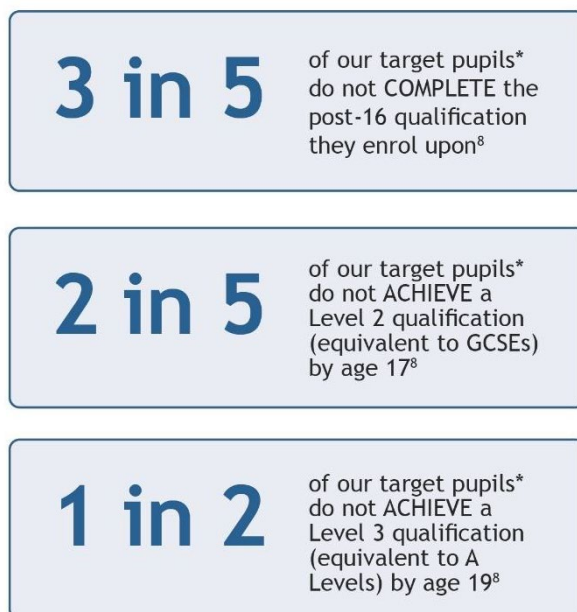 3 in 5
of our target pupils*
do not COMPLETE the
post-16 qualification
they enrol upon⁸
2 in 5
of our target pupils*
do not ACHIEVE a
Level 2 qualification
(equivalent to GCSEs)
by age 17⁸
1 in 2
of our target pupils*
do not ACHIEVE a
Level 3 qualification
(equivalent to A
Levels) by age 19⁸